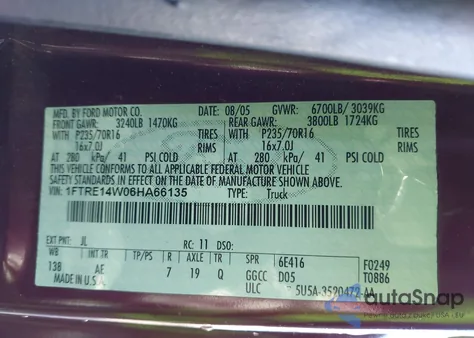 MFD. BY FORD MOTOR CO. DATE: 08/05 GVWR: 6700LB/ 3039KG
FRONT GAWR: 3240LB 1470KG REAR GAWR: 3800LB 1724KG
WITH P235/70R16 TIRES WITH P235/70R16 TIRES
16x7.0J RIMS 16x7.0J RIMS
AT 280 kPa/ 41 PSI COLD AT 280 kPa/ 41 PSI COLD
THIS VEHICLE CONFORMS TO ALL APPLICABLE FEDERAL MOTOR VEHICLE
SAFETY STANDARDS IN EFFECT ON THE DATE OF MANUFACTURE SHOWN ABOVE.
VIN: 1FTRE14W06HA66135 TYPE: Truck
EXT PNT: JL RC: 11 DSO:
WB INT TR TP/PS R AXLE TR SPR 6E416 F0249
138 AE 7 19 Q GGCC D05 T0886
MADE IN U.S.A. ULC 5U5A-3520472-AA
autoSnap